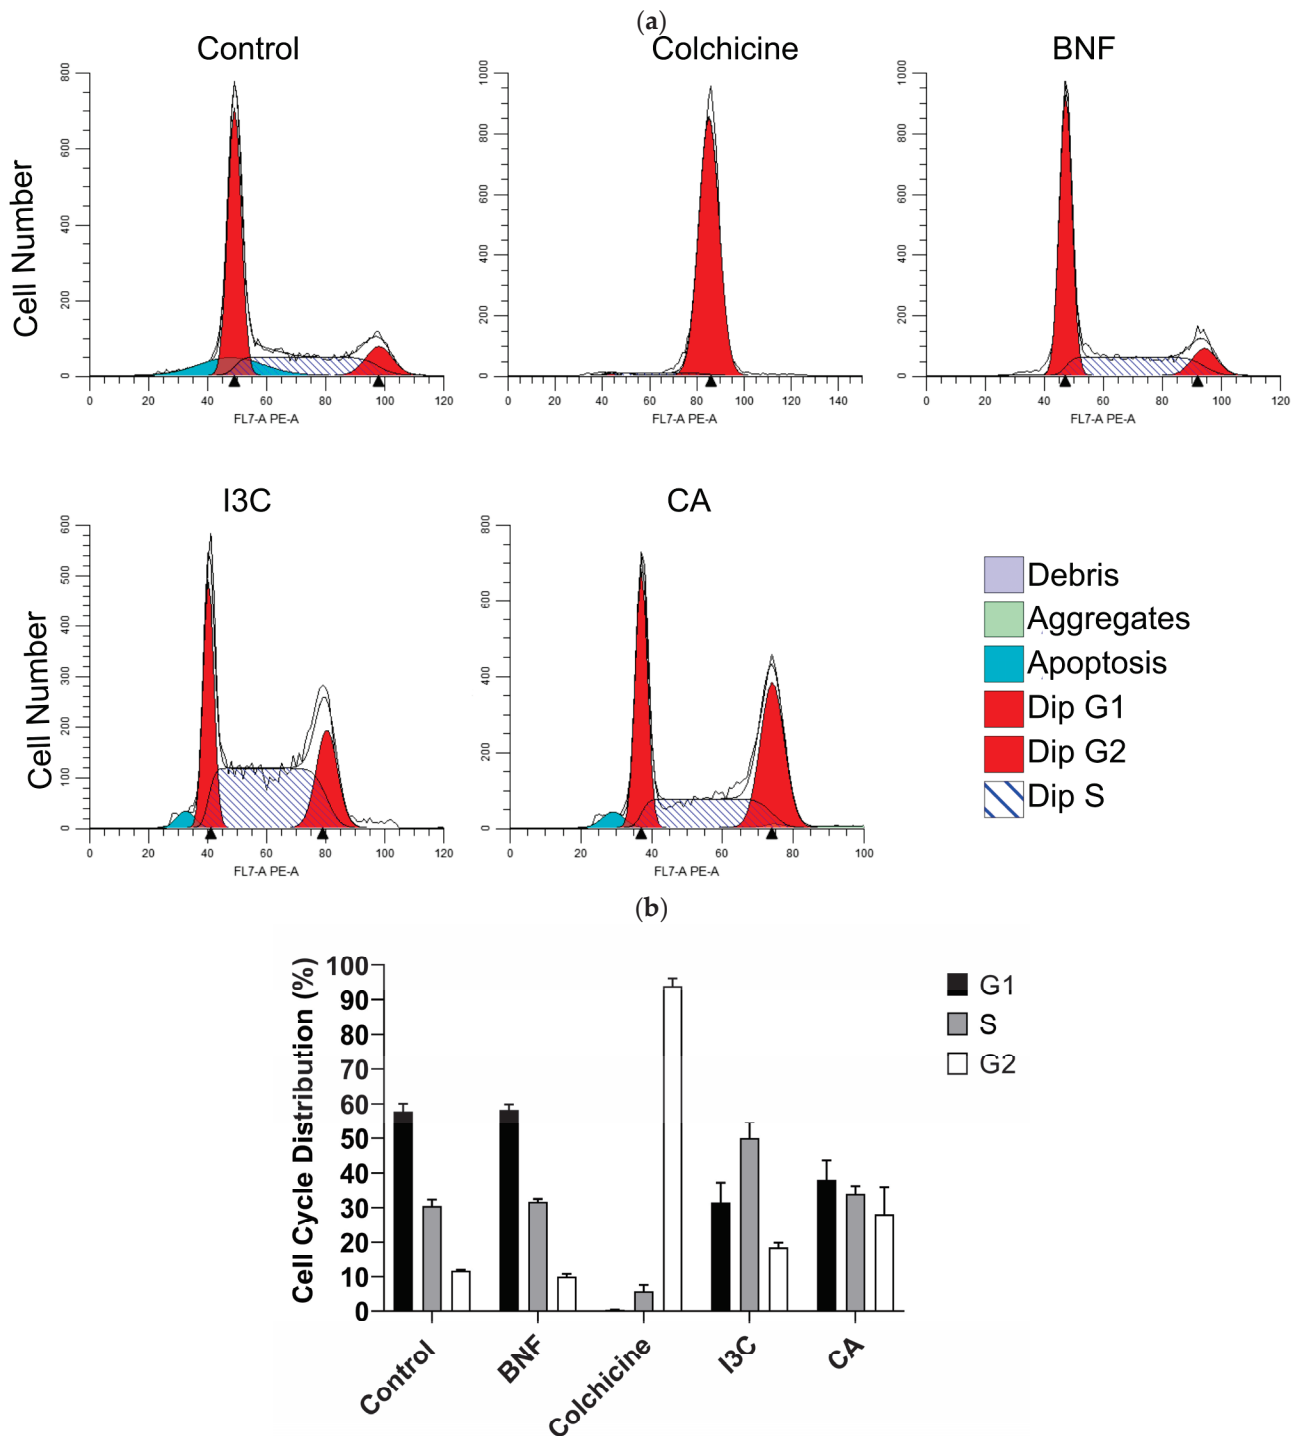 (a)
Control
Colchicine
BNF
Cell Number
800
600
400
200
0
0 20 40 60 80 100 120
FL7-A PE-A
1000
800
600
400
200
0
0 20 40 60 80 100 120 140
FL7-A PE-A
1000
800
600
400
200
0
0 20 40 60 80 100 120
FL7-A PE-A
I3C
CA
Cell Number
600
500
400
300
200
100
0
0 20 40 60 80 100 120
FL7-A PE-A
800
600
400
200
0
0 20 40 60 80 100
FL7-A PE-A
Debris
Aggregates
Apoptosis
Dip G1
Dip G2
Dip S
(b)
Cell Cycle Distribution (%)
100
90
80
70
60
50
40
30
20
10
0
Control
BNF
Colchicine
I3C
CA
G1
S
G2